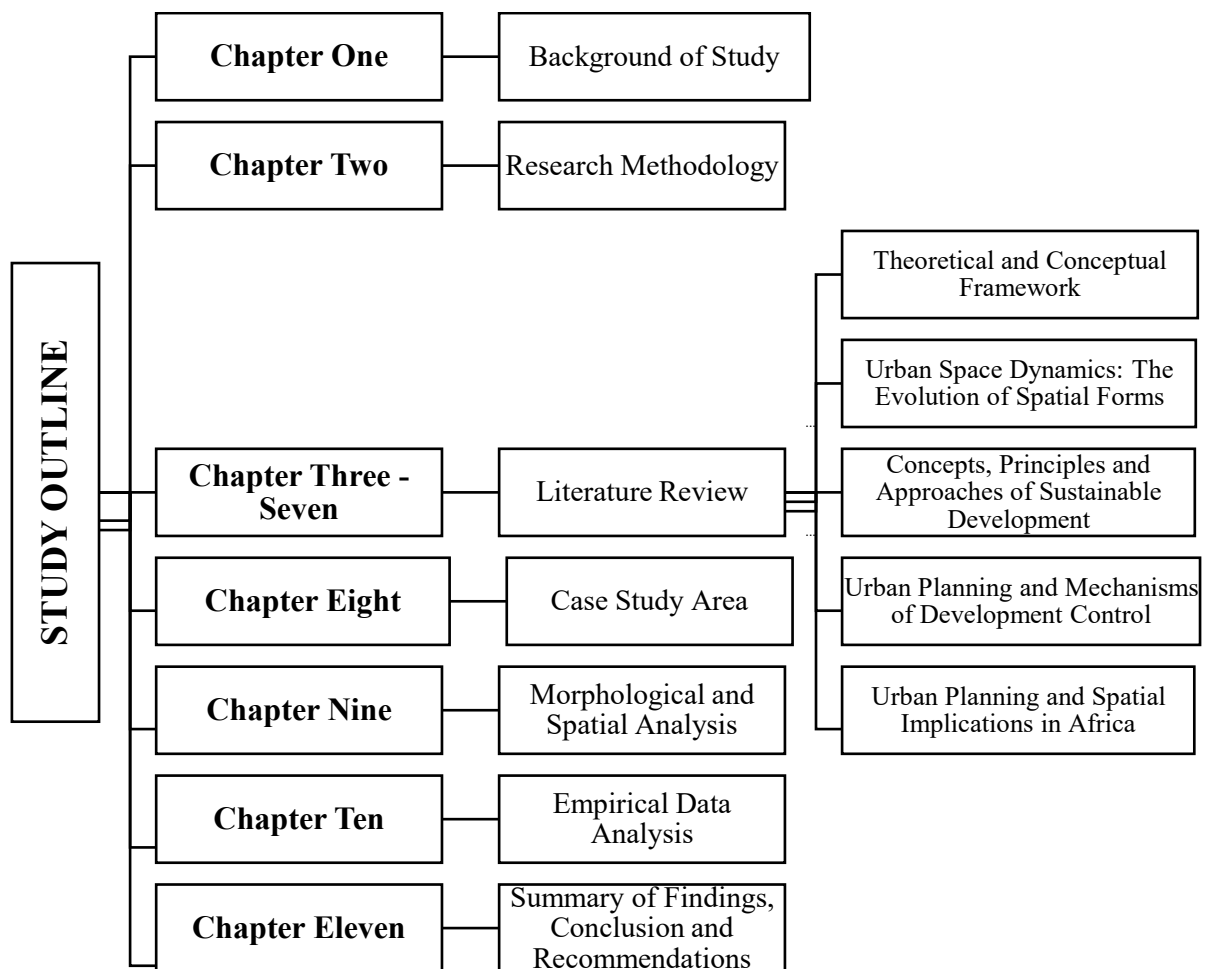 STUDY OUTLINE
Chapter One
Background of Study
Chapter Two
Research Methodology
Chapter Three -
Seven
Literature Review
Theoretical and Conceptual
Framework
Urban Space Dynamics: The
Evolution of Spatial Forms
Concepts, Principles and
Approaches of Sustainable
Development
Urban Planning and Mechanisms
of Development Control
Urban Planning and Spatial
Implications in Africa
Chapter Eight
Case Study Area
Chapter Nine
Morphological and
Spatial Analysis
Chapter Ten
Empirical Data
Analysis
Chapter Eleven
Summary of Findings,
Conclusion and
Recommendations